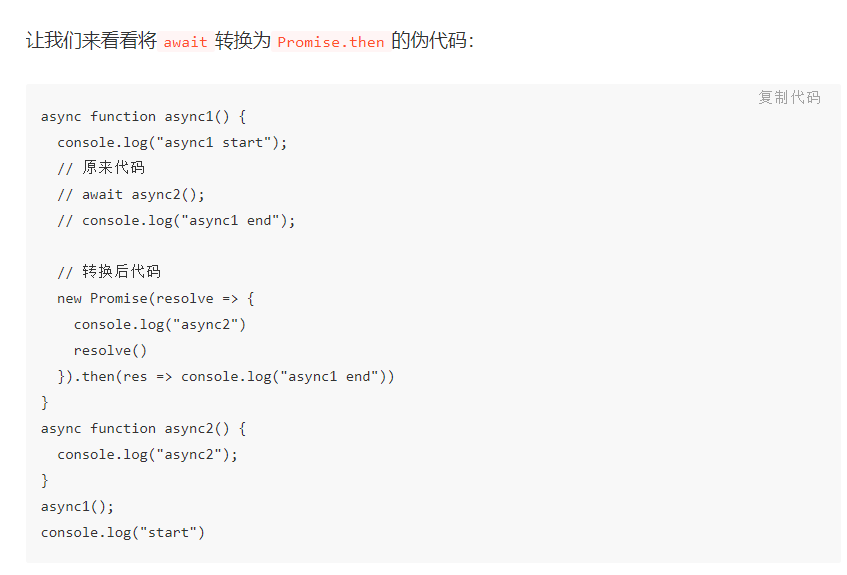 让我们来看看将 await 转换为 Promise.then 的伪代码：
复制代码
async function async1() {
  console.log("async1 start");
  // 原来代码
  // await async2();
  // console.log("async1 end");

  // 转换后代码
  new Promise(resolve => {
    console.log("async2")
    resolve()
  }).then(res => console.log("async1 end"))
}
async function async2() {
  console.log("async2");
}
async1();
console.log("start")